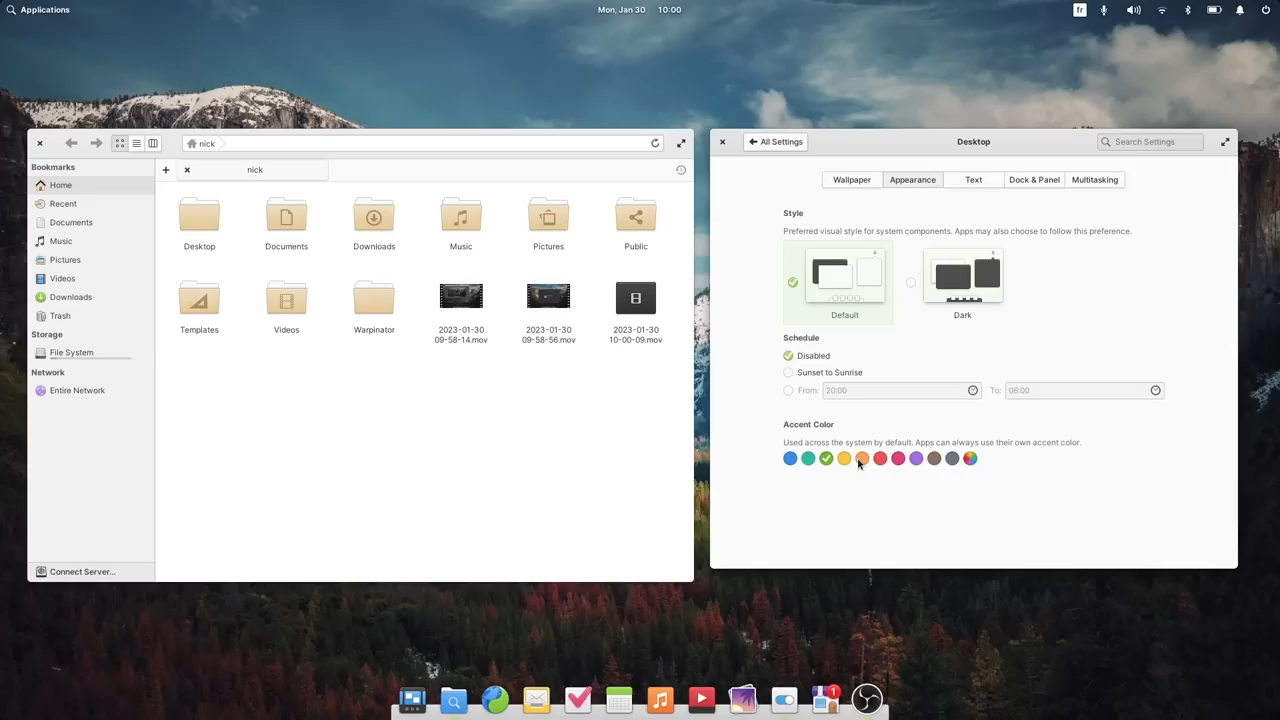 Applications
Mon, Jan 30 10:00
fr
nick
nick
Bookmarks
Home
Recent
Documents
Music
Pictures
Videos
Downloads
Trash
Storage
File System
Network
Entire Network
Connect Server...
Desktop
Documents
Downloads
Music
Pictures
Public
Templates
Videos
Warpinator
2023-01-30
09-58-14.mov
2023-01-30
09-58-56.mov
2023-01-30
10-00-09.mov
All Settings
Desktop
Search Settings
Wallpaper
Appearance
Text
Dock & Panel
Multitasking
Style
Preferred visual style for system components. Apps may also choose to follow this preference.
Default
Dark
Schedule
Disabled
Sunset to Sunrise
From: 20:00 To: 06:00
Accent Color
Used across the system by default. Apps can always use their own accent color.
1